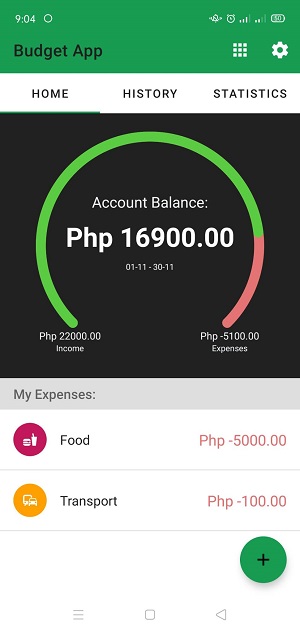 9:04
80
Budget App
HOME HISTORY STATISTICS
Account Balance:
Php 16900.00
01-11 - 30-11
Php 22000.00 Php -5100.00
Income Expenses
My Expenses:
Food Php -5000.00
Transport Php -100.00
+